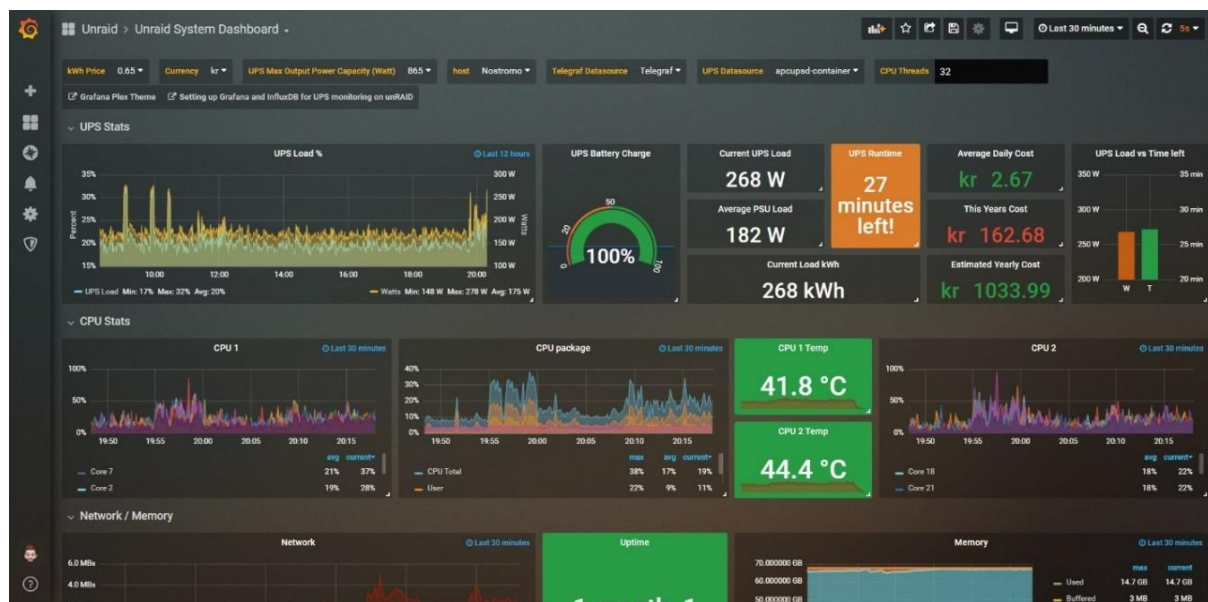 Unraid > Unraid System Dashboard
Last 30 minutes
5s
kWh Price 0.65
Currency kr
UPS Max Output Power Capacity (Watt) 865
host Nostromo
Telegraf Datasource Telegraf
UPS Datasource apcupsd-container
CPU Threads 32
Grafana Plex Theme
Setting up Grafana and InfluxDB for UPS monitoring on unRAID
UPS Stats
UPS Load %
Last 12 hours
35%
30%
25%
20%
15%
Percent
300 W
250 W
200 W
150 W
100 W
Watts
10:00 12:00 14:00 16:00 18:00 20:00
UPS Load Min: 17% Max: 32% Avg: 20%
Watts Min: 148 W Max: 278 W Avg: 175 W
UPS Battery Charge
0
20
50
100
100%
Current UPS Load
268 W
Average PSU Load
182 W
UPS Runtime
27
minutes
left!
Current Load kWh
268 kWh
Average Daily Cost
kr 2.67
This Years Cost
kr 162.68
Estimated Yearly Cost
kr 1033.99
UPS Load vs Time left
350 W 35 min
300 W 30 min
250 W 25 min
200 W 20 min
W T
CPU Stats
CPU 1
Last 30 minutes
100%
50%
0%
19:50 19:55 20:00 20:05 20:10 20:15
avg current
Core 7 21% 37%
Core 2 19% 28%
CPU package
Last 30 minutes
40%
30%
20%
10%
0%
19:50 19:55 20:00 20:05 20:10 20:15
max avg current
CPU Total 38% 17% 19%
User 22% 9% 11%
CPU 1 Temp
41.8 °C
CPU 2 Temp
44.4 °C
CPU 2
Last 30 minutes
100%
50%
0%
19:50 19:55 20:00 20:05 20:10 20:15
avg current
Core 18 18% 22%
Core 21 18% 22%
Network / Memory
Network
Last 30 minutes
6.0 MBs
4.0 MBs
Uptime
Memory
Last 30 minutes
70.000000 GB
60.000000 GB
50.000000 GB
max current
Used 14.7 GB 14.7 GB
Buffered 3 MB 3 MB